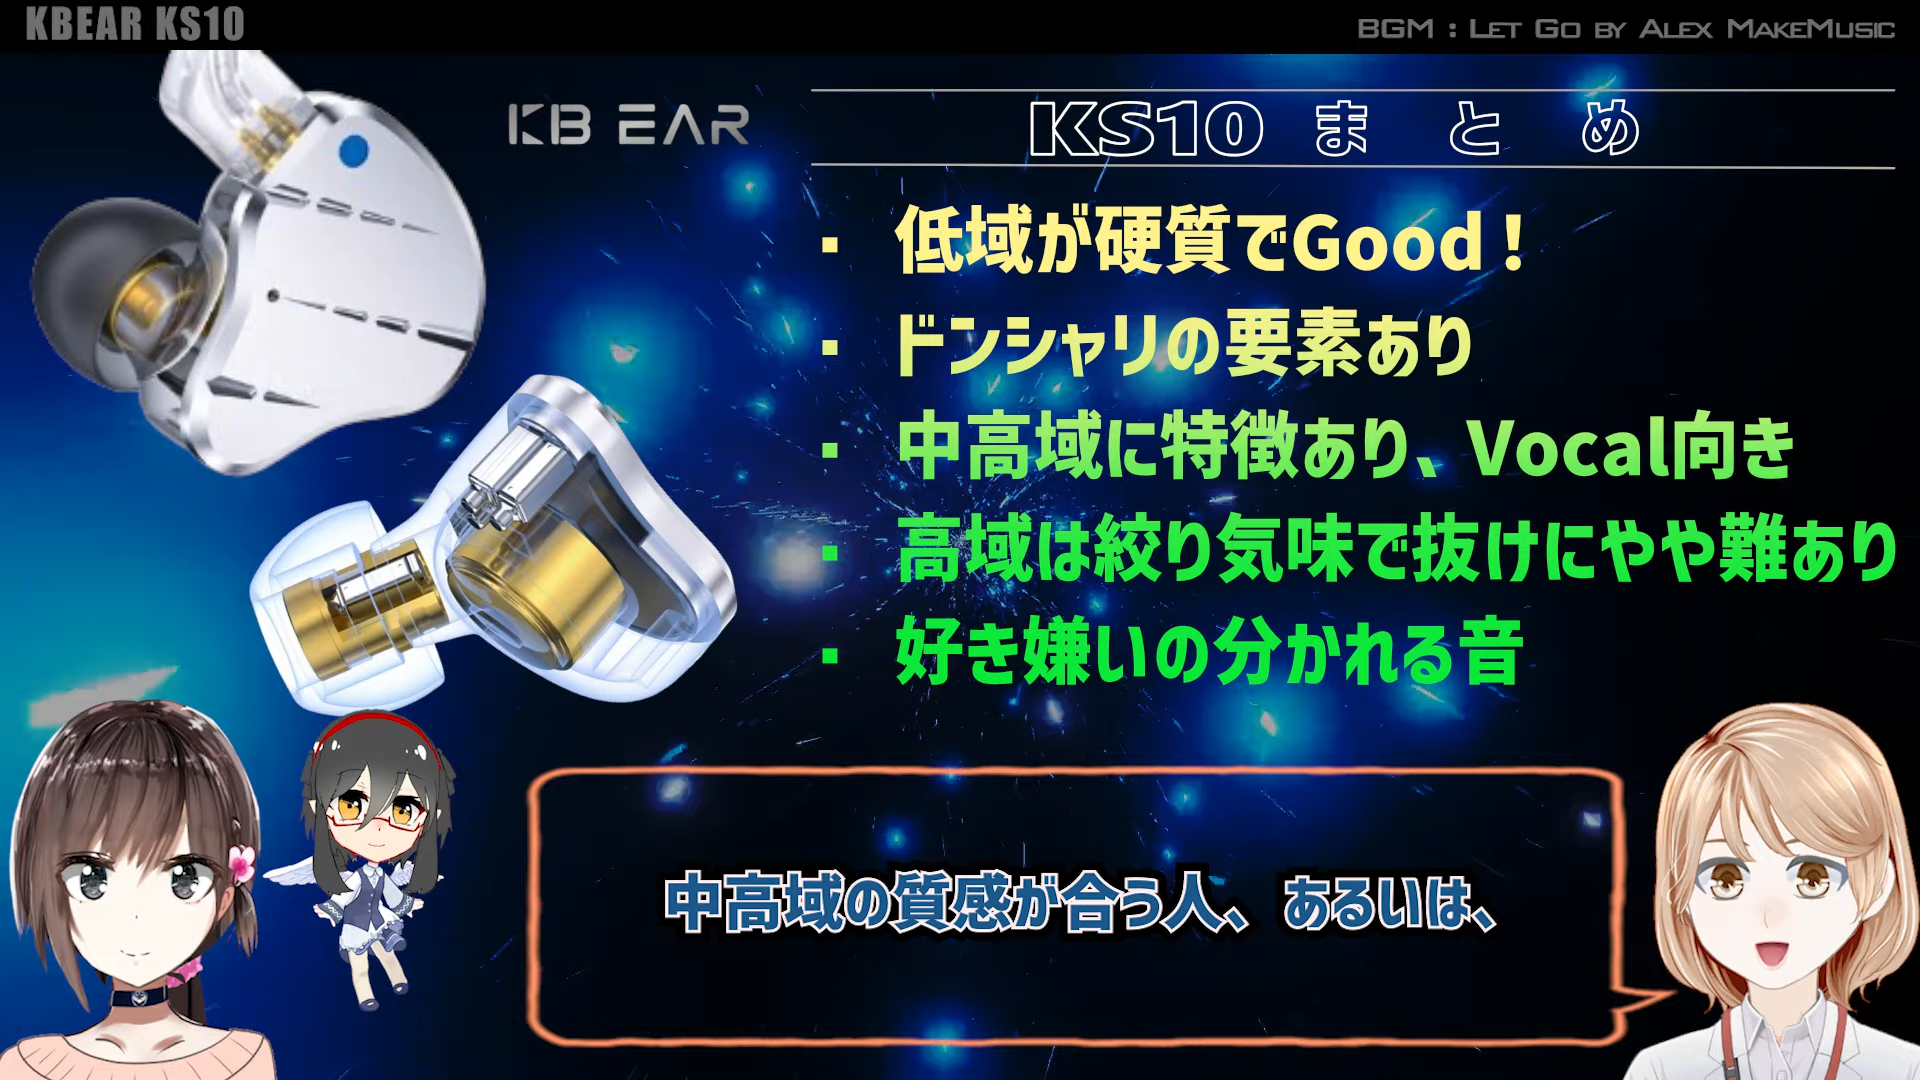 KBEAR KS10
BGM : Let Go by Alex MakeMusic
KB EAR
KS10 まとめ
・ 低域が硬質でGood！
・ ドンシャリの要素あり
・ 中高域に特徴あり、Vocal向き
・ 高域は絞り気味で抜けにやや難あり
・ 好き嫌いの分かれる音
中高域の質感が合う人、あるいは、